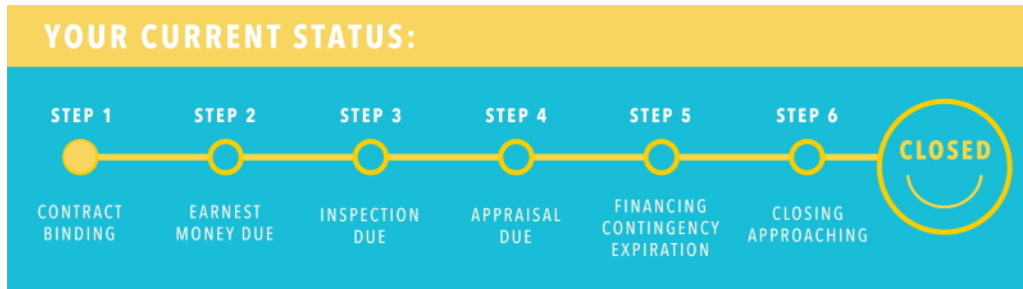 YOUR CURRENT STATUS:
STEP 1
STEP 2
STEP 3
STEP 4
STEP 5
STEP 6
CLOSED
CONTRACT
BINDING
EARNEST
MONEY DUE
INSPECTION
DUE
APPRAISAL
DUE
FINANCING
CONTINGENCY
EXPIRATION
CLOSING
APPROACHING